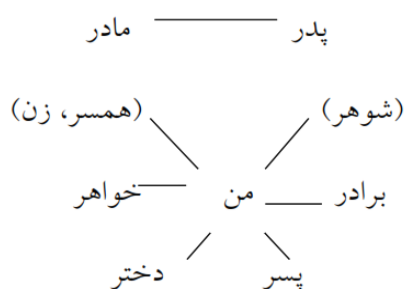 پدر مادر
(شوهر) (همسر، زن)
برادر من خواهر
پسر دختر